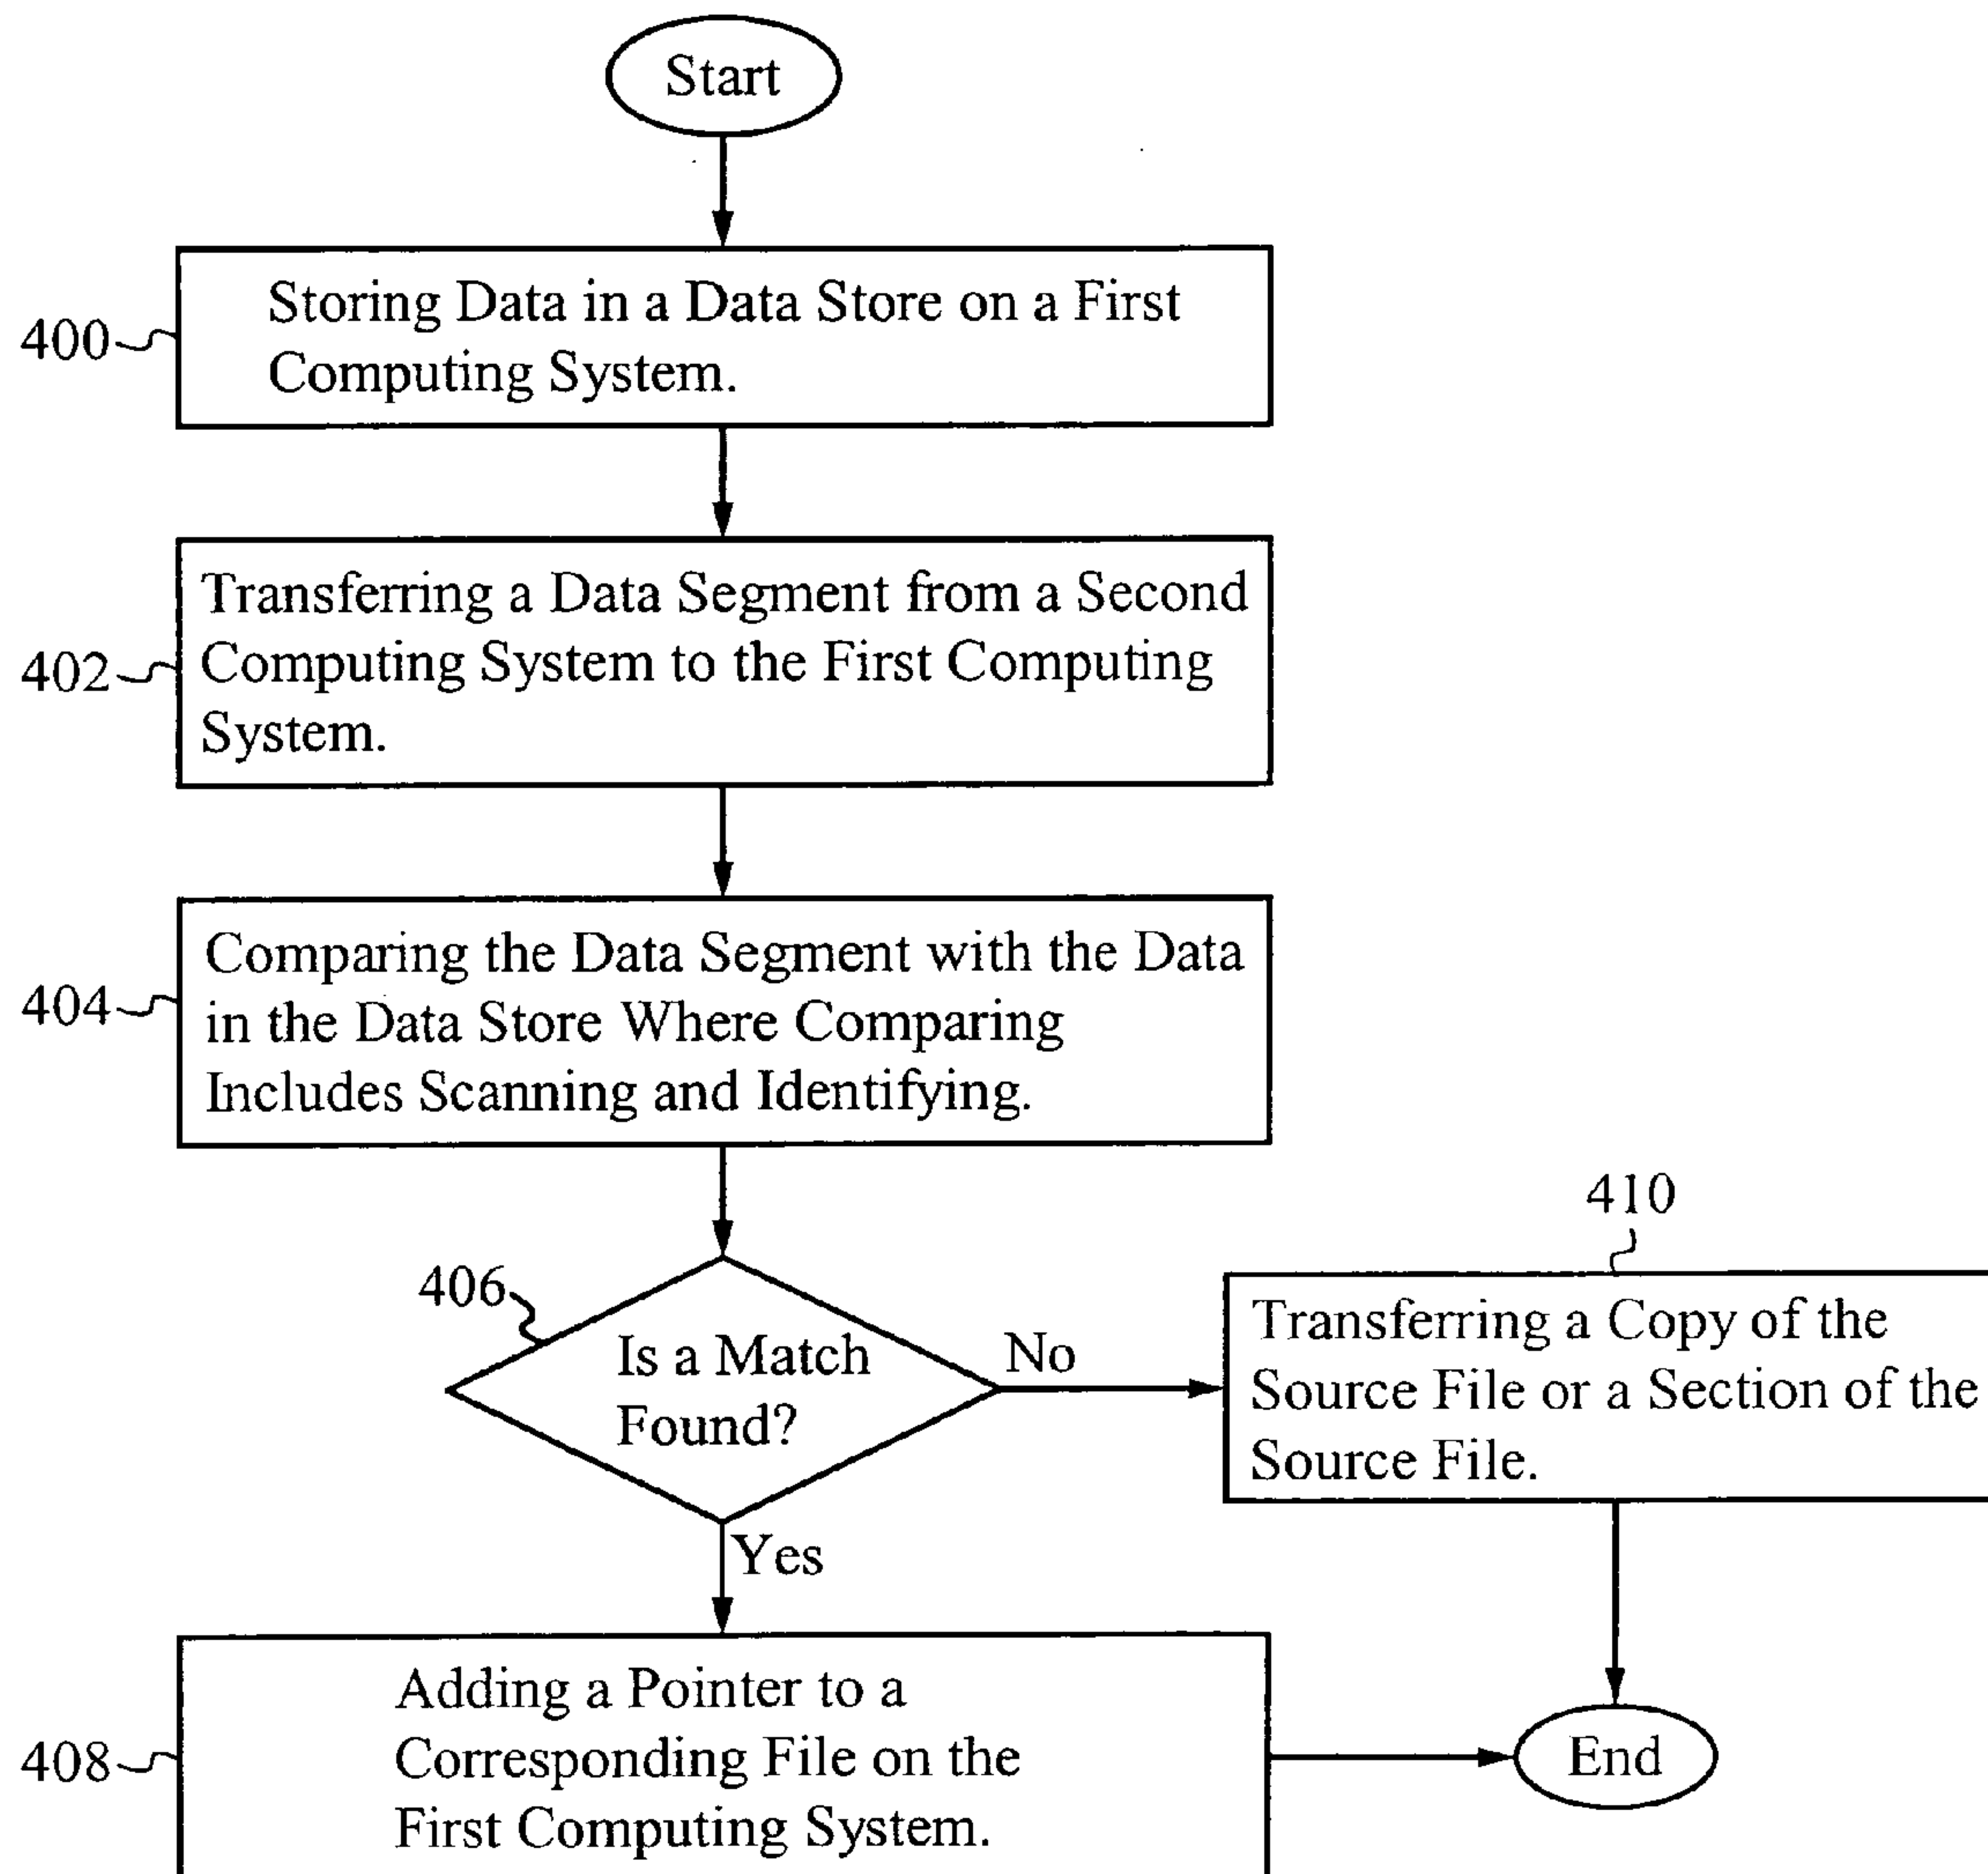 Start
400
Storing Data in a Data Store on a First
Computing System.
402
Transferring a Data Segment from a Second
Computing System to the First Computing
System.
404
Comparing the Data Segment with the Data
in the Data Store Where Comparing
Includes Scanning and Identifying.
406
Is a Match
Found?
No
410
Transferring a Copy of the
Source File or a Section of the
Source File.
Yes
408
Adding a Pointer to a
Corresponding File on the
First Computing System.
End